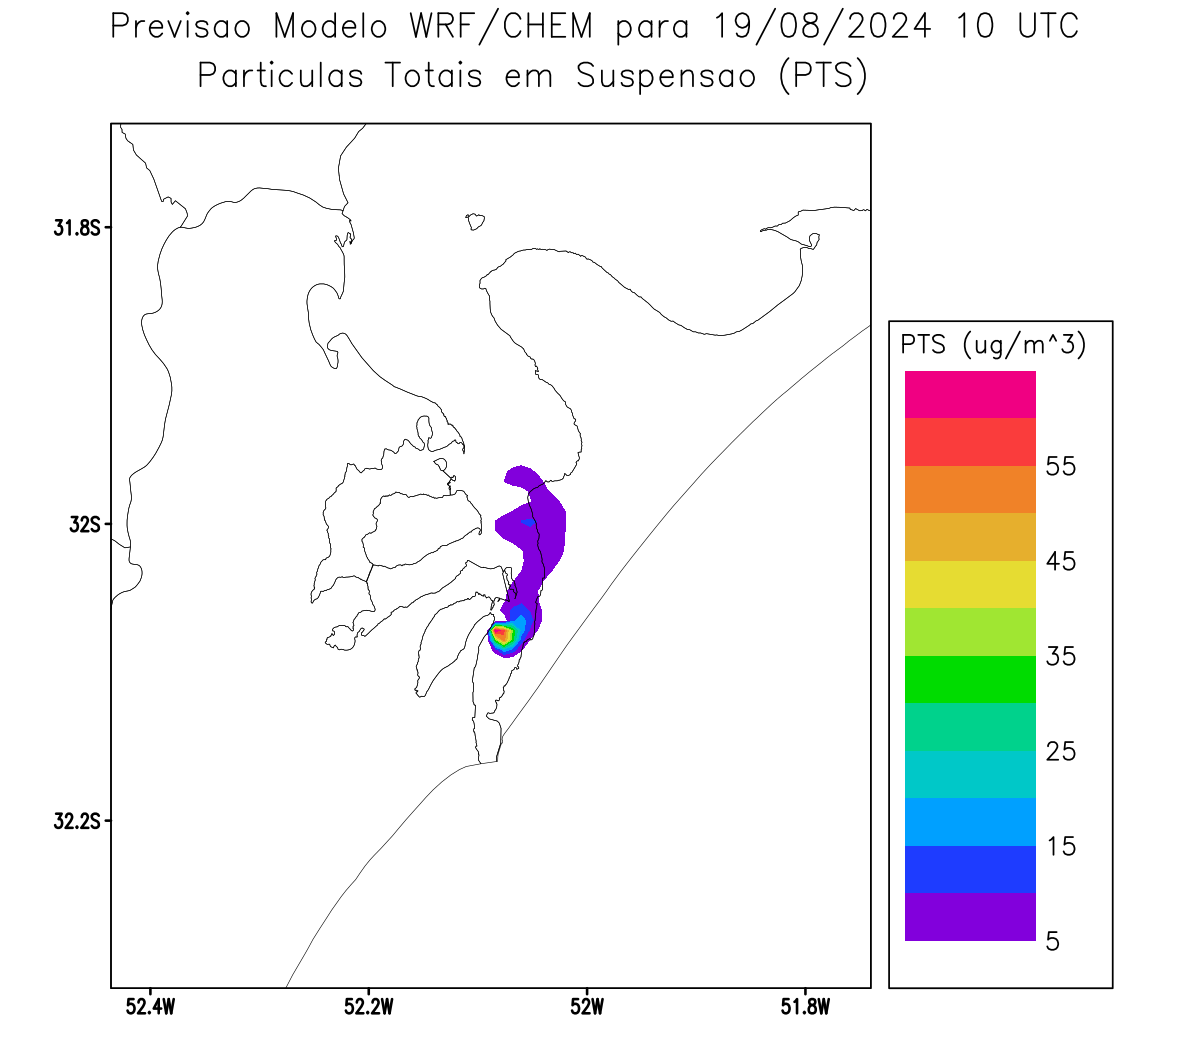 Previsao Modelo WRF/CHEM para 19/08/2024 10 UTC
Particulas Totais em Suspensao (PTS)
31.8S
32S
32.2S
52.4W
52.2W
52W
51.8W
PTS (ug/m^3)
55
45
35
25
15
5